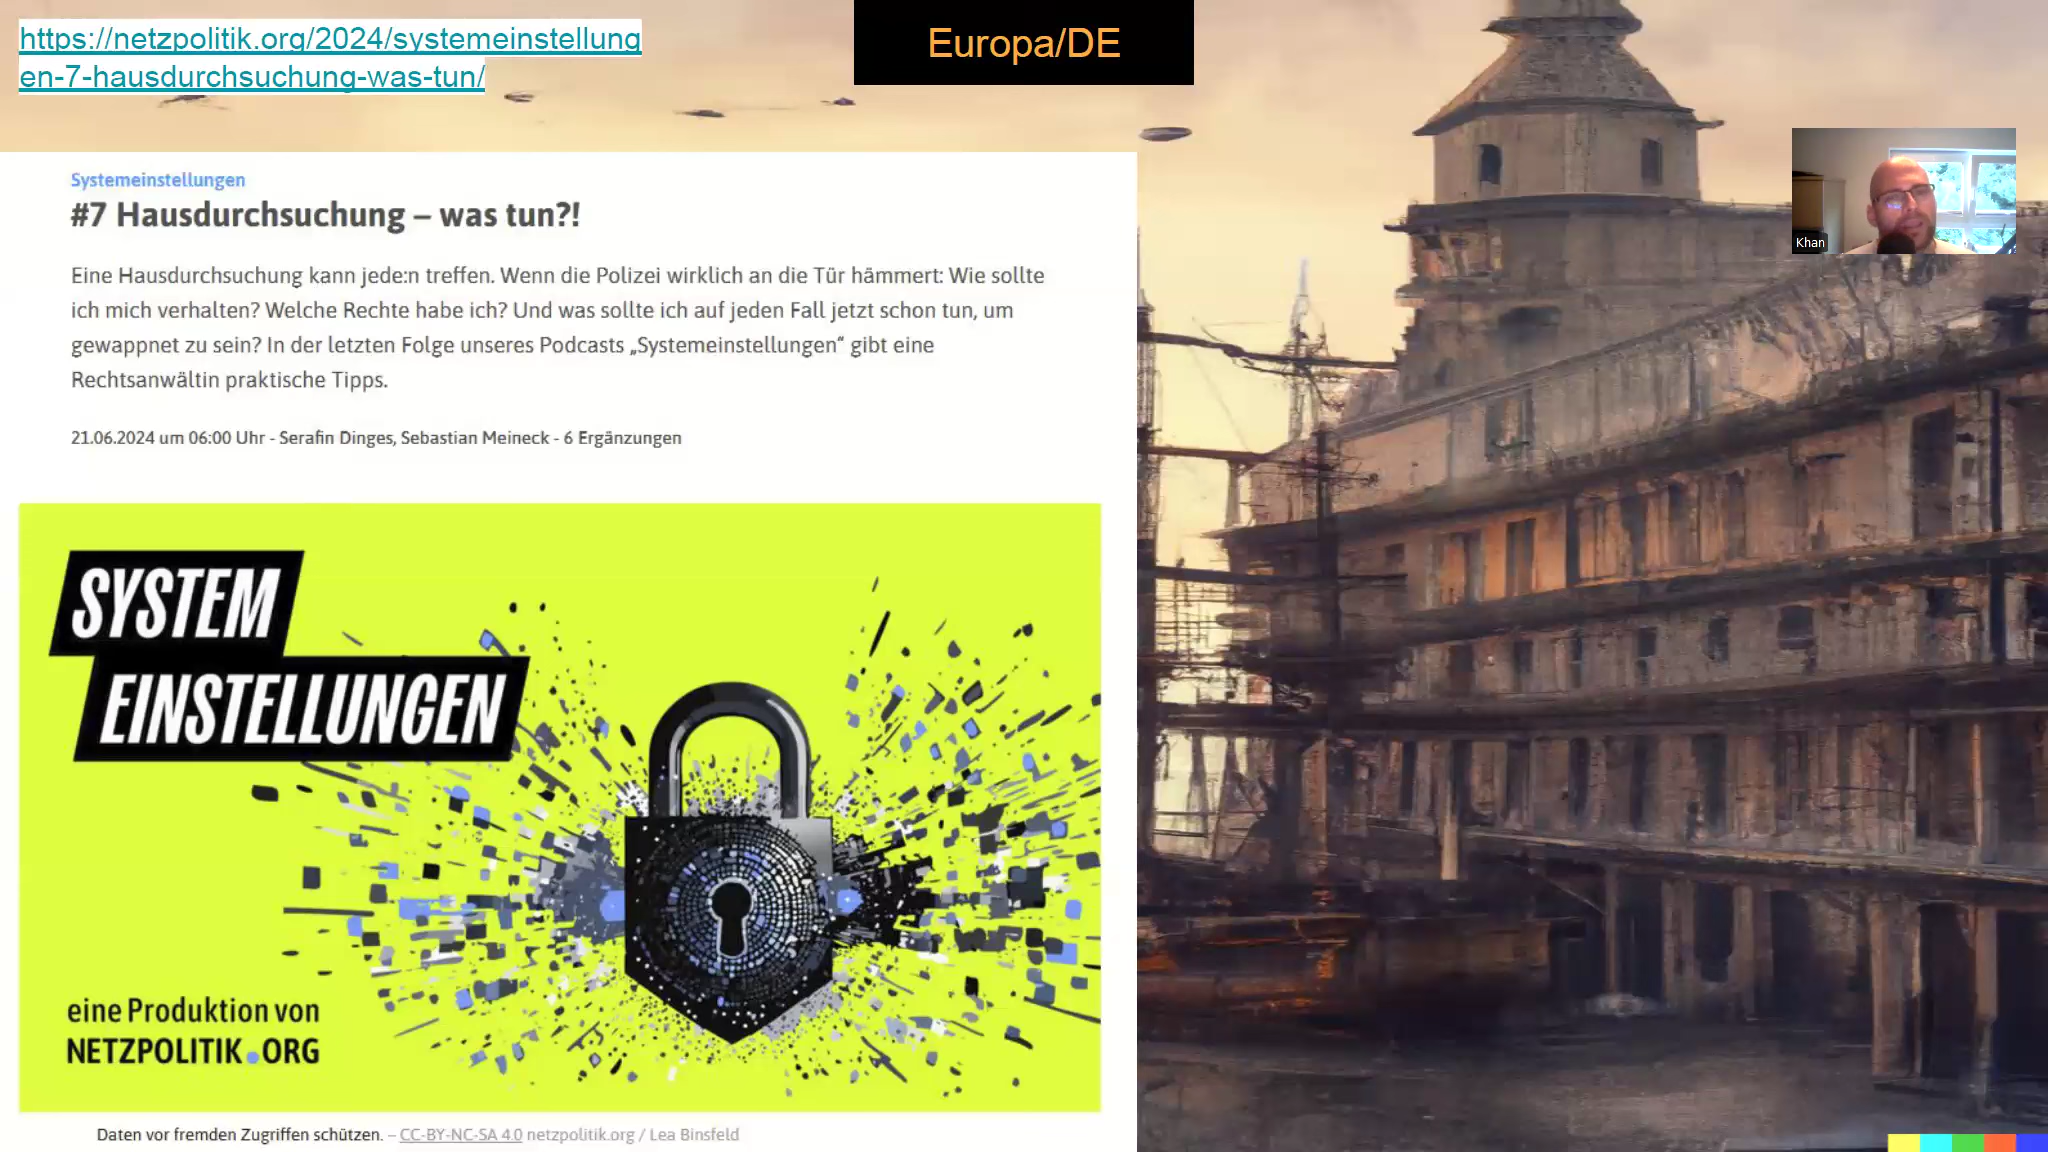 https://netzpolitik.org/2024/systemeinstellung
en-7-hausdurchsuchung-was-tun/
Europa/DE
Khan
Systemeinstellungen
#7 Hausdurchsuchung – was tun?!
Eine Hausdurchsuchung kann jede:n treffen. Wenn die Polizei wirklich an die Tür hämmert: Wie sollte
ich mich verhalten? Welche Rechte habe ich? Und was sollte ich auf jeden Fall jetzt schon tun, um
gewappnet zu sein? In der letzten Folge unseres Podcasts „Systemeinstellungen“ gibt eine
Rechtsanwältin praktische Tipps.
21.06.2024 um 06:00 Uhr - Serafin Dinges, Sebastian Meineck - 6 Ergänzungen
SYSTEM
EINSTELLUNGEN
eine Produktion von
NETZPOLITIK.ORG
Daten vor fremden Zugriffen schützen. – CC-BY-NC-SA 4.0 netzpolitik.org / Lea Binsfeld